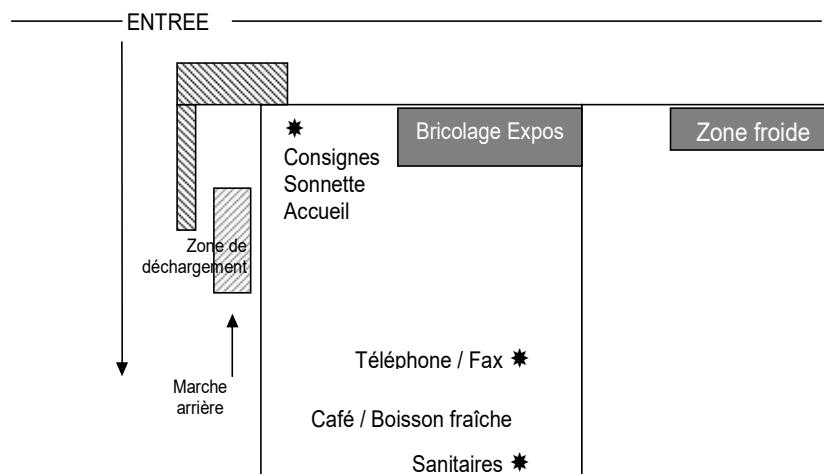 ENTREE
Bricolage Expos
Zone froide
Consignes
Sonnette
Accueil
Zone de
déchargement
Téléphone / Fax
Marche
arrière
Café / Boisson fraîche
Sanitaires